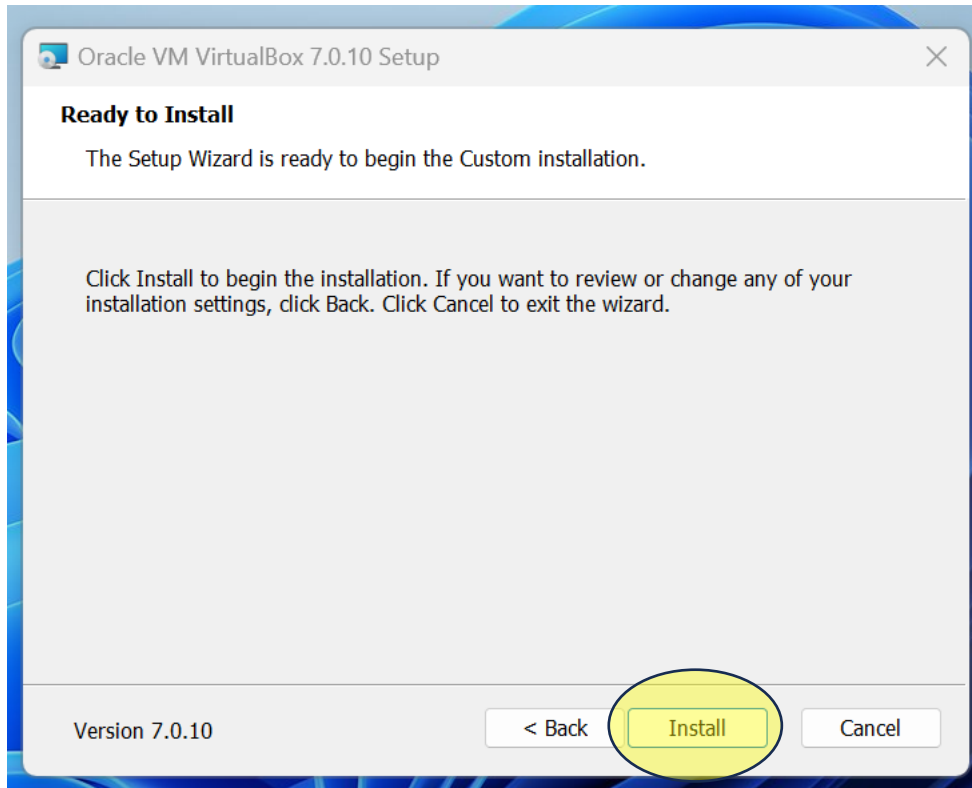 Oracle VM VirtualBox 7.0.10 Setup
Ready to Install
The Setup Wizard is ready to begin the Custom installation.
Click Install to begin the installation. If you want to review or change any of your
installation settings, click Back. Click Cancel to exit the wizard.
Version 7.0.10 < Back Install Cancel